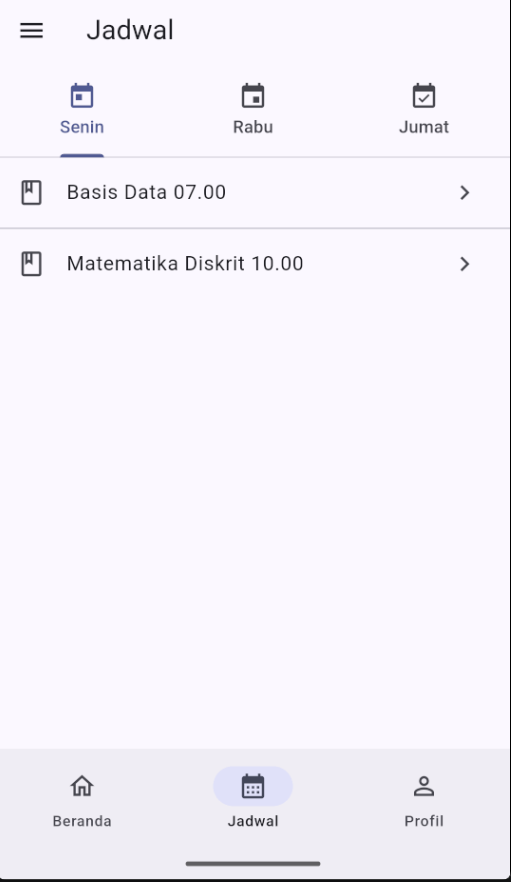 Jadwal
Senin Rabu Jumat
Basis Data 07.00
Matematika Diskrit 10.00
Beranda Jadwal Profil